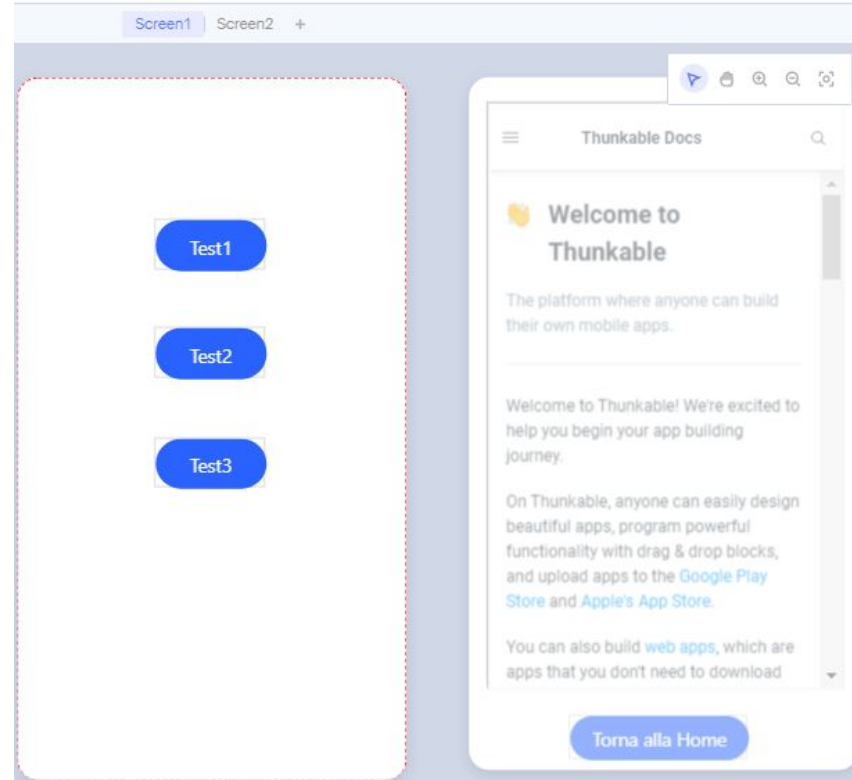 Screen1 Screen2 +
Test1
Test2
Test3
Thunkable Docs
👋 Welcome to
Thunkable
The platform where anyone can build
their own mobile apps.
Welcome to Thunkable! We're excited to
help you begin your app building
journey.
On Thunkable, anyone can easily design
beautiful apps, program powerful
functionality with drag & drop blocks,
and upload apps to the Google Play
Store and Apple's App Store.
You can also build web apps, which are
apps that you don't need to download
Torna alla Home